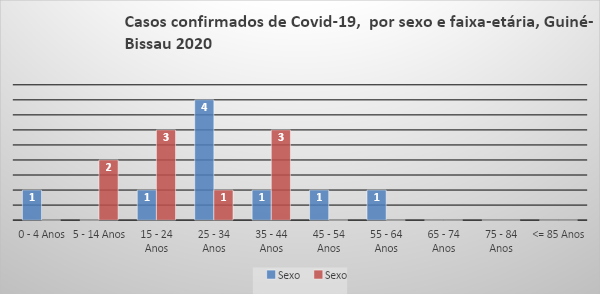 Casos confirmados de Covid-19,  por sexo e faixa-etária, Guiné-
Bissau 2020
4
3
3
2
1
1
1
1
1
1
0 - 4 Anos
5 - 14 Anos
15 - 24
Anos
25 - 34
Anos
35 - 44
Anos
45 - 54
Anos
55 - 64
Anos
65 - 74
Anos
75 - 84
Anos
<= 85 Anos
Sexo
Sexo